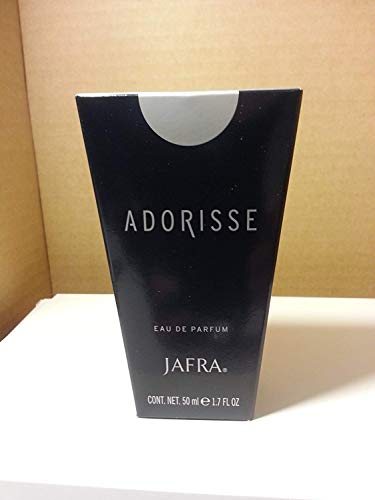 ADORISSE
EAU DE PARFUM
JAFRA®
CONT. NET. 50 ml e 1.7 FL OZ